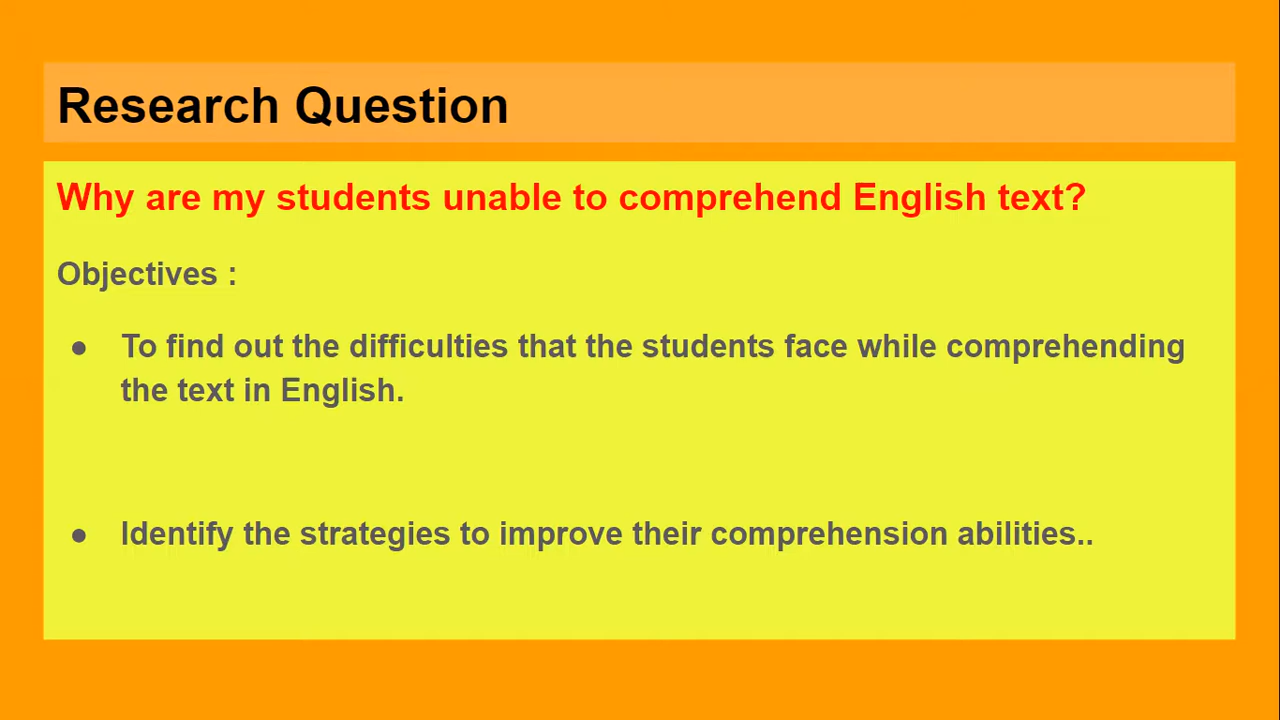 Research Question
Why are my students unable to comprehend English text?
Objectives :
● To find out the difficulties that the students face while comprehending
the text in English.
● Identify the strategies to improve their comprehension abilities..